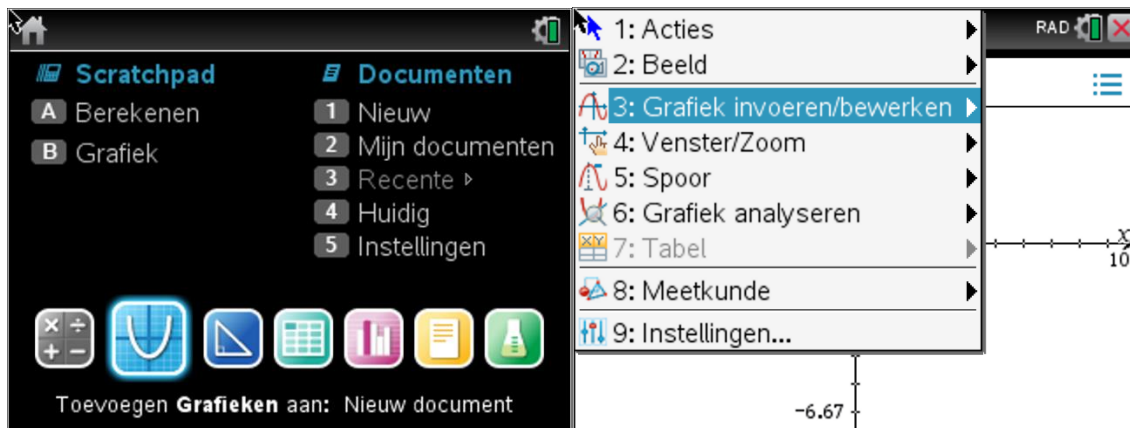 Scratchpad
A Berekenen
B Grafiek
Documenten
1 Nieuw
2 Mijn documenten
3 Recente ▹
4 Huidig
5 Instellingen
Toevoegen Grafieken aan: Nieuw document
1: Acties
2: Beeld
3: Grafiek invoeren/bewerken
4: Venster/Zoom
5: Spoor
6: Grafiek analyseren
7: Tabel
8: Meetkunde
9: Instellingen...
RAD
x
10
-6.67